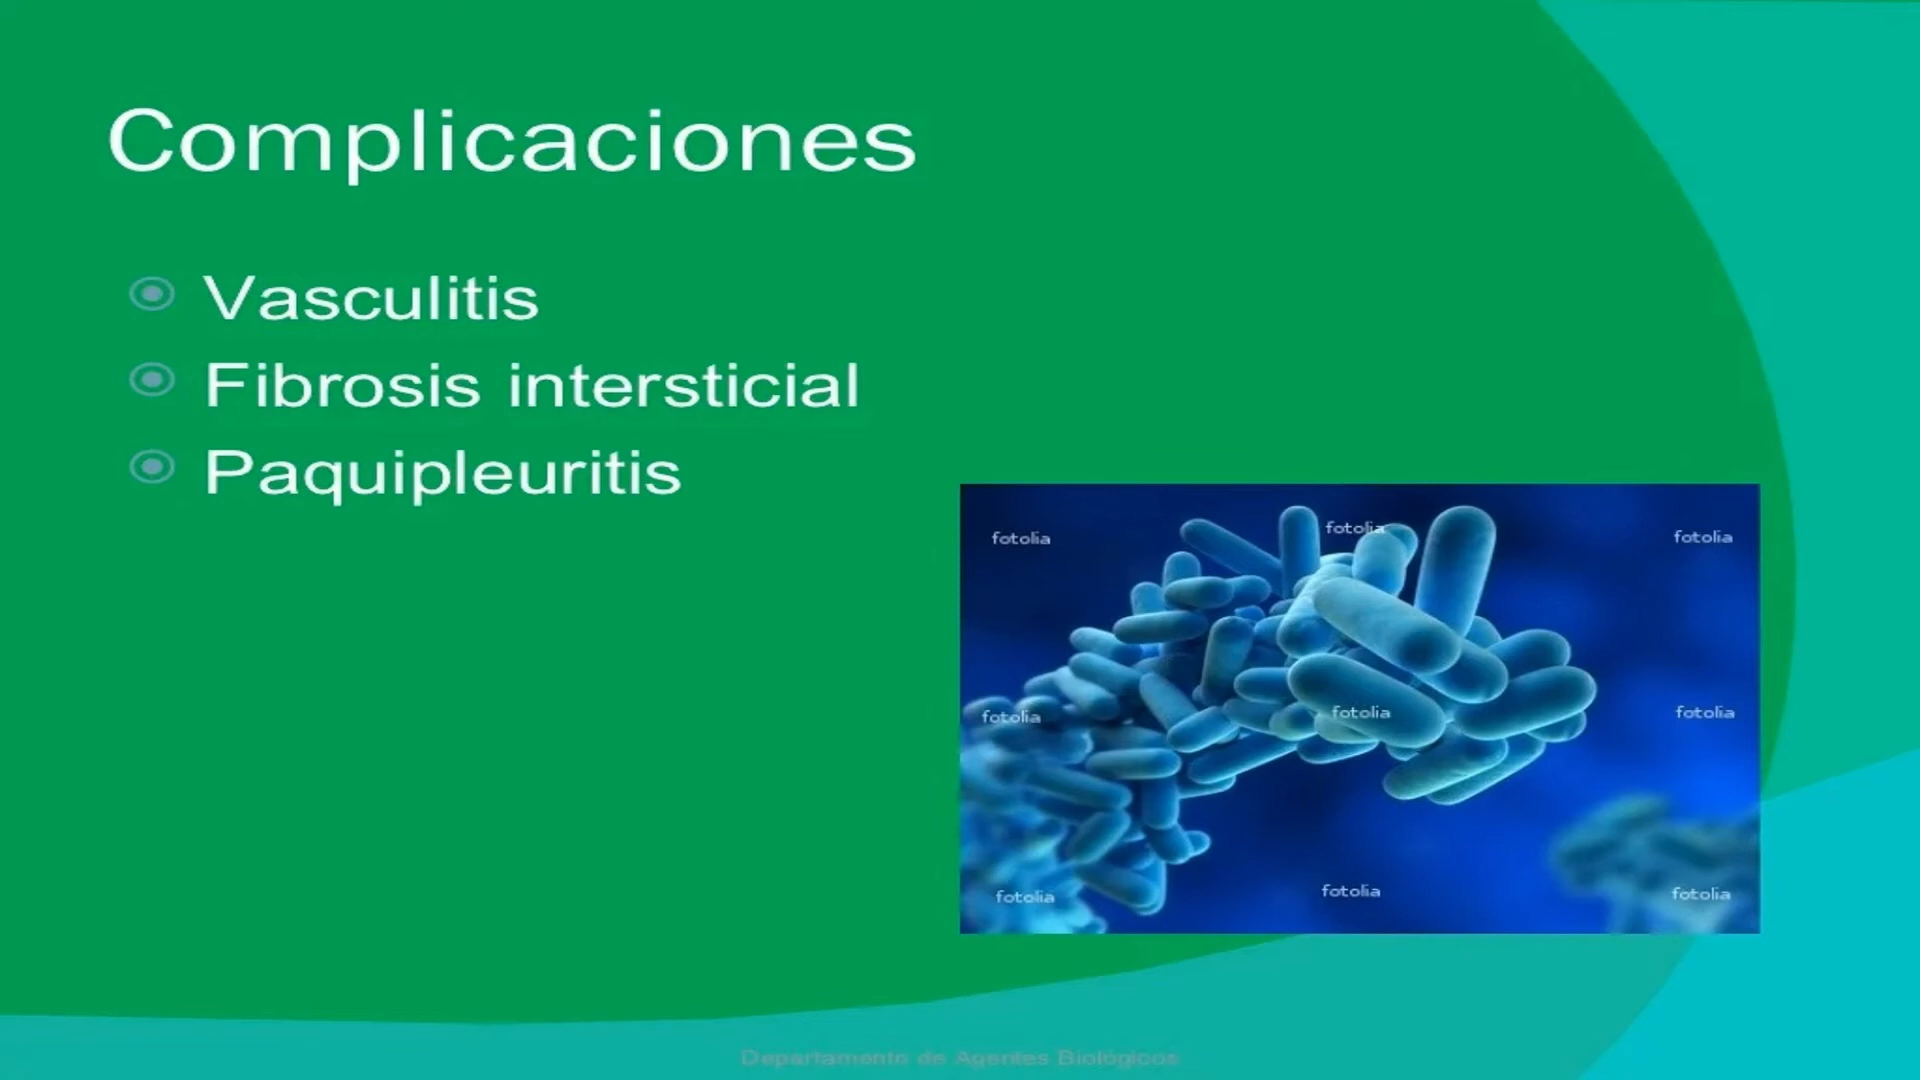 Complicaciones
Vasculitis
Fibrosis intersticial
Paquipleuritis
fotolia
fotolia
fotolia
fotolia
fotolia
fotolia
fotolia
fotolia
fotolia
Departamento de Agentes Biológicos